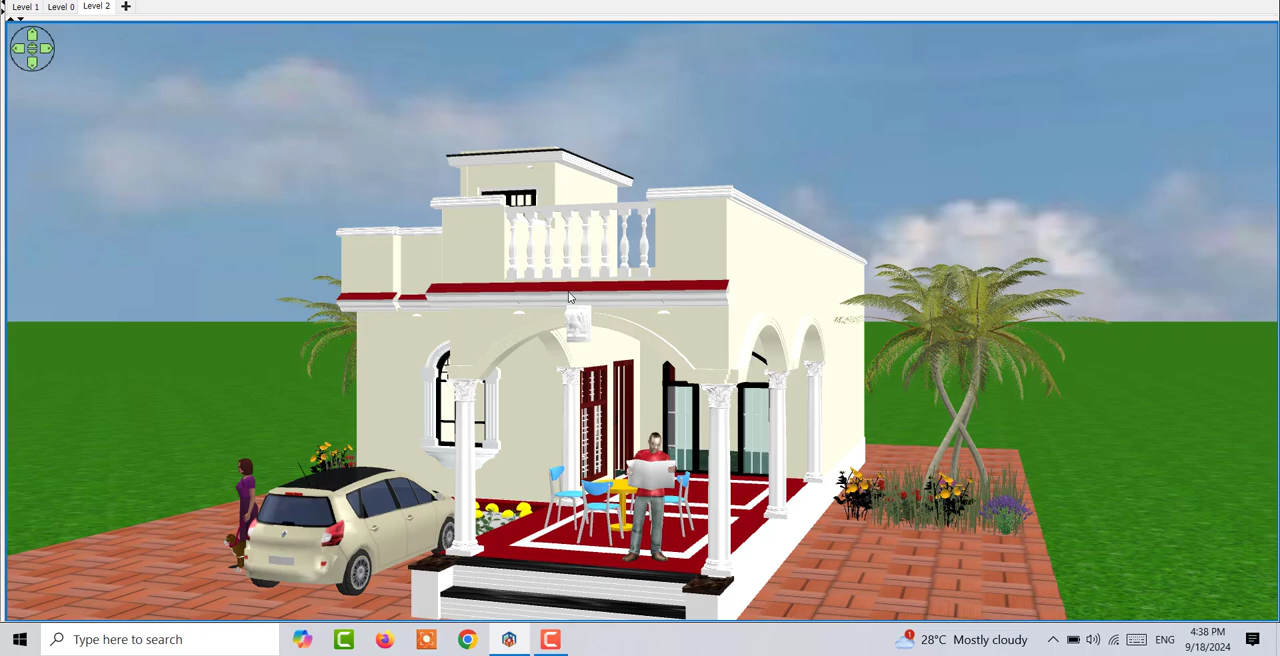 Level 1 Level 0 Level 2
Type here to search
1
28°C Mostly cloudy
ENG
4:38 PM
9/18/2024